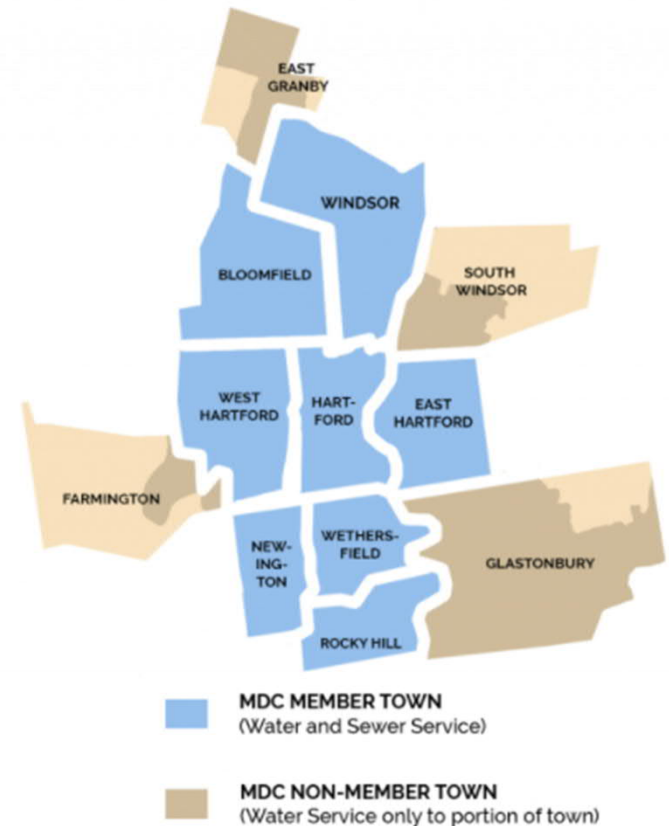 EAST
GRANBY
WINDSOR
BLOOMFIELD
SOUTH
WINDSOR
WEST
HARTFORD
HART-
FORD
EAST
HARTFORD
FARMINGTON
NEW-
ING-
TON
WETHERS-
FIELD
GLASTONBURY
ROCKY HILL
MDC MEMBER TOWN
(Water and Sewer Service)
MDC NON-MEMBER TOWN
(Water Service only to portion of town)